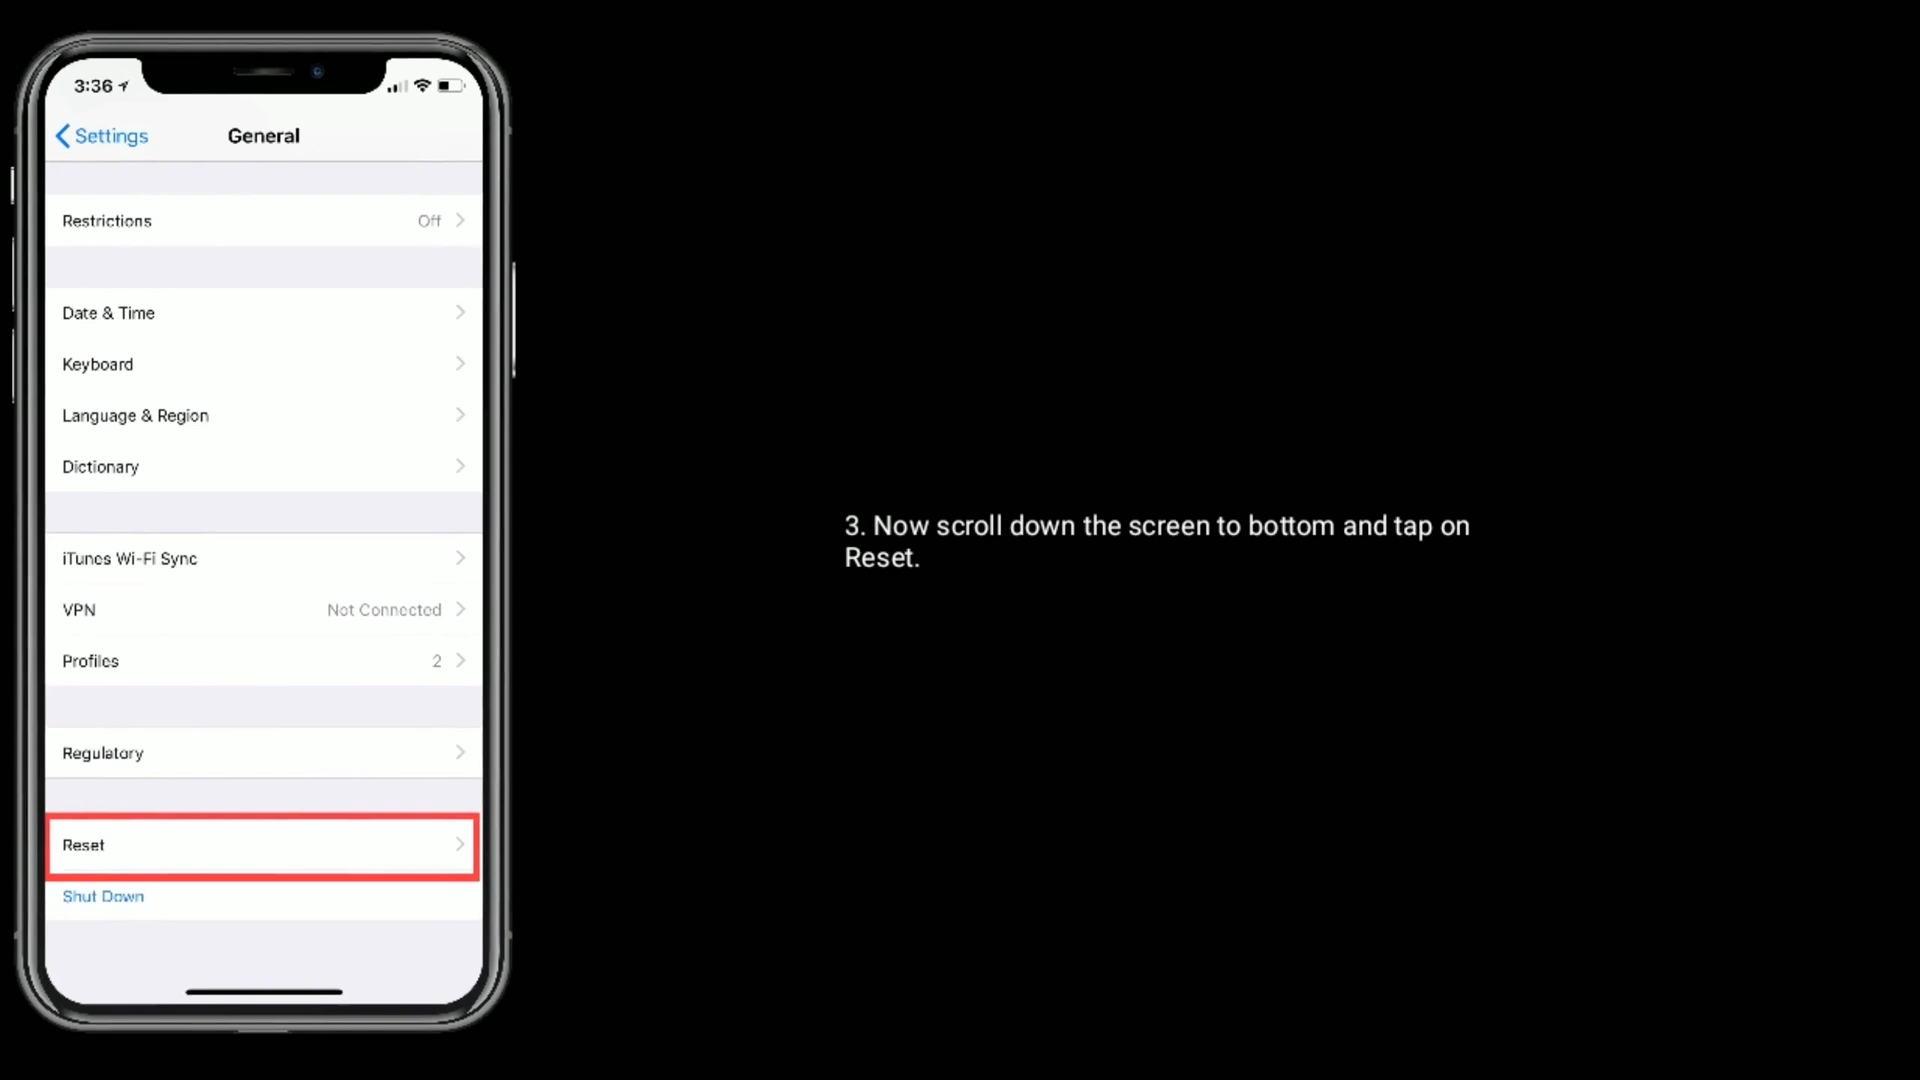 3:36
Settings
General
Restrictions
Off
Date & Time
Keyboard
Language & Region
Dictionary
iTunes Wi-Fi Sync
VPN
Not Connected
Profiles
2
Regulatory
Reset
Shut Down
3. Now scroll down the screen to bottom and tap on
Reset.